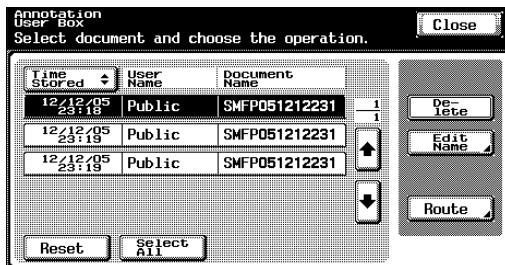 Annotation
User Box
Close
Select document and choose the operation.
Time Stored
User Name
Document Name
12/12/05 23:18 Public SMFP051212231
1/1
12/12/05 23:19 Public SMFP051212231
12/12/05 23:19 Public SMFP051212231
De-
lete
Edit
Name
Route
Reset
Select
All